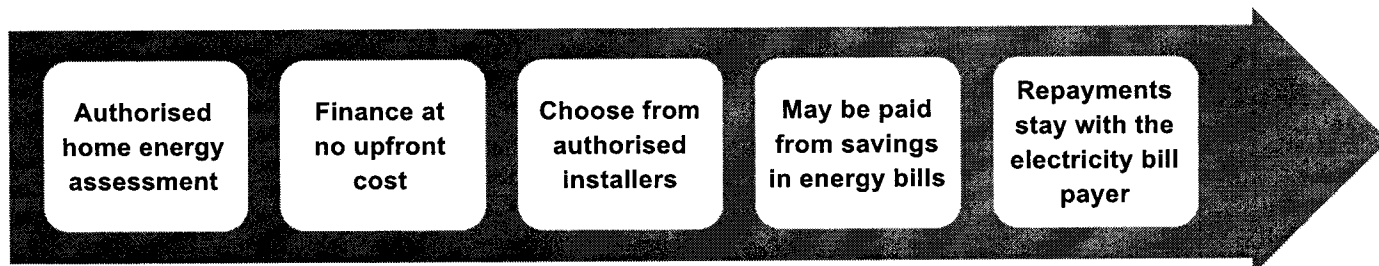 Authorised
home energy
assessment
Finance at
no upfront
cost
Choose from
authorised
installers
May be paid
from savings
in energy bills
Repayments
stay with the
electricity bill
payer